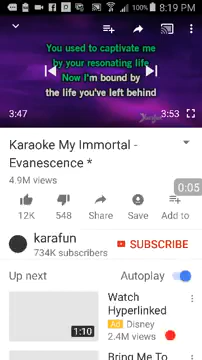 100% 8:19 PM
You used to captivate me
by your resonating life
Now I'm bound by
the life you've left behind
3:47
3:53
Karaoke My Immortal -
Evanescence *
4.9M views
0:05
12K
548
Share
Save
Add to
karafun
734K subscribers
SUBSCRIBE
Up next
Autoplay
Watch
Hyperlinked
Ad Disney
2.4M views
1:10
Bring Me To